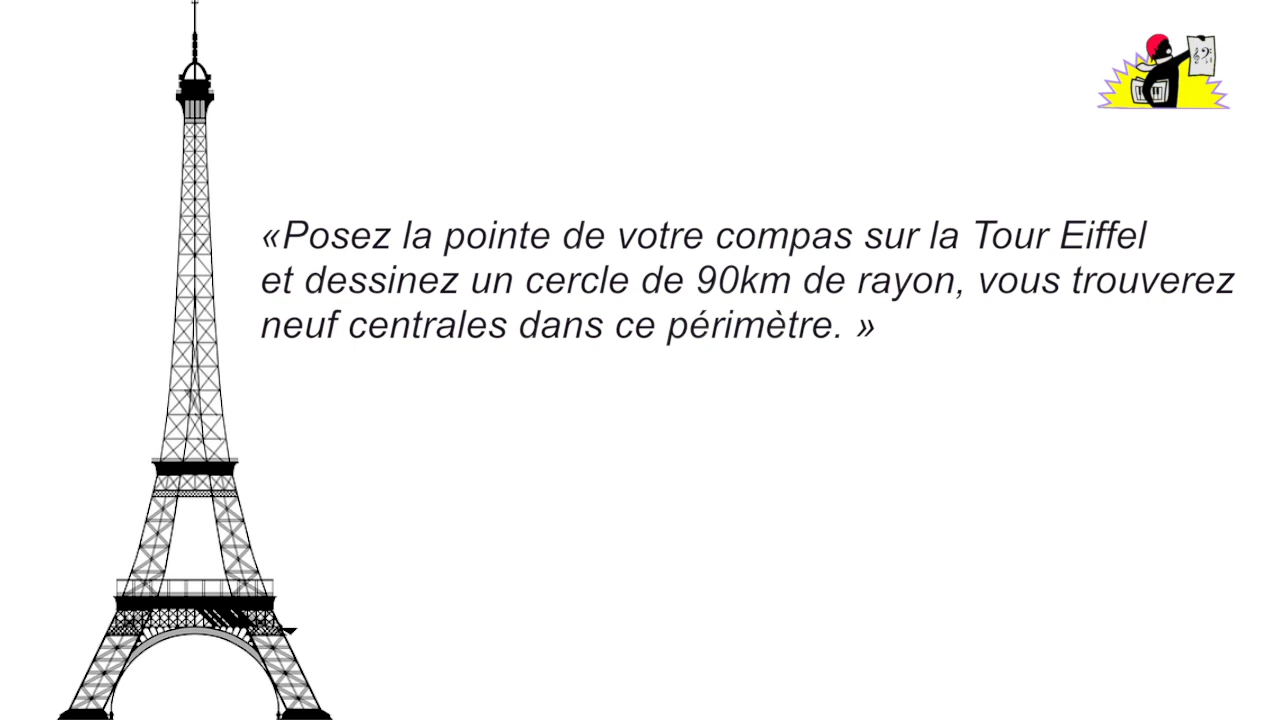 «Posez la pointe de votre compas sur la Tour Eiffel
et dessinez un cercle de 90km de rayon, vous trouverez
neuf centrales dans ce périmètre. »